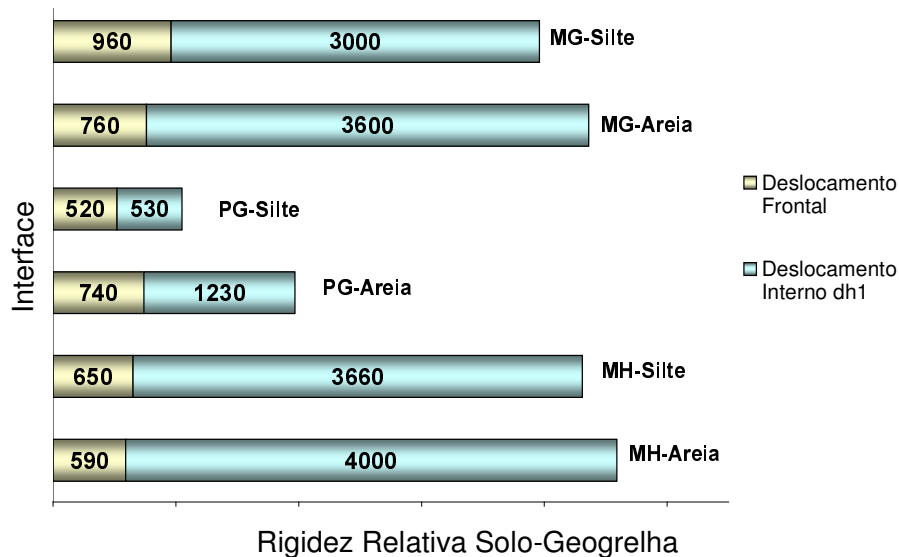 960 3000 MG-Silte
760 3600 MG-Areia
520 530 PG-Silte
740 1230 PG-Areia
650 3660 MH-Silte
590 4000 MH-Areia
Interface
Rigidez Relativa Solo-Geogrelha
Deslocamento
Frontal
Deslocamento
Interno dh1